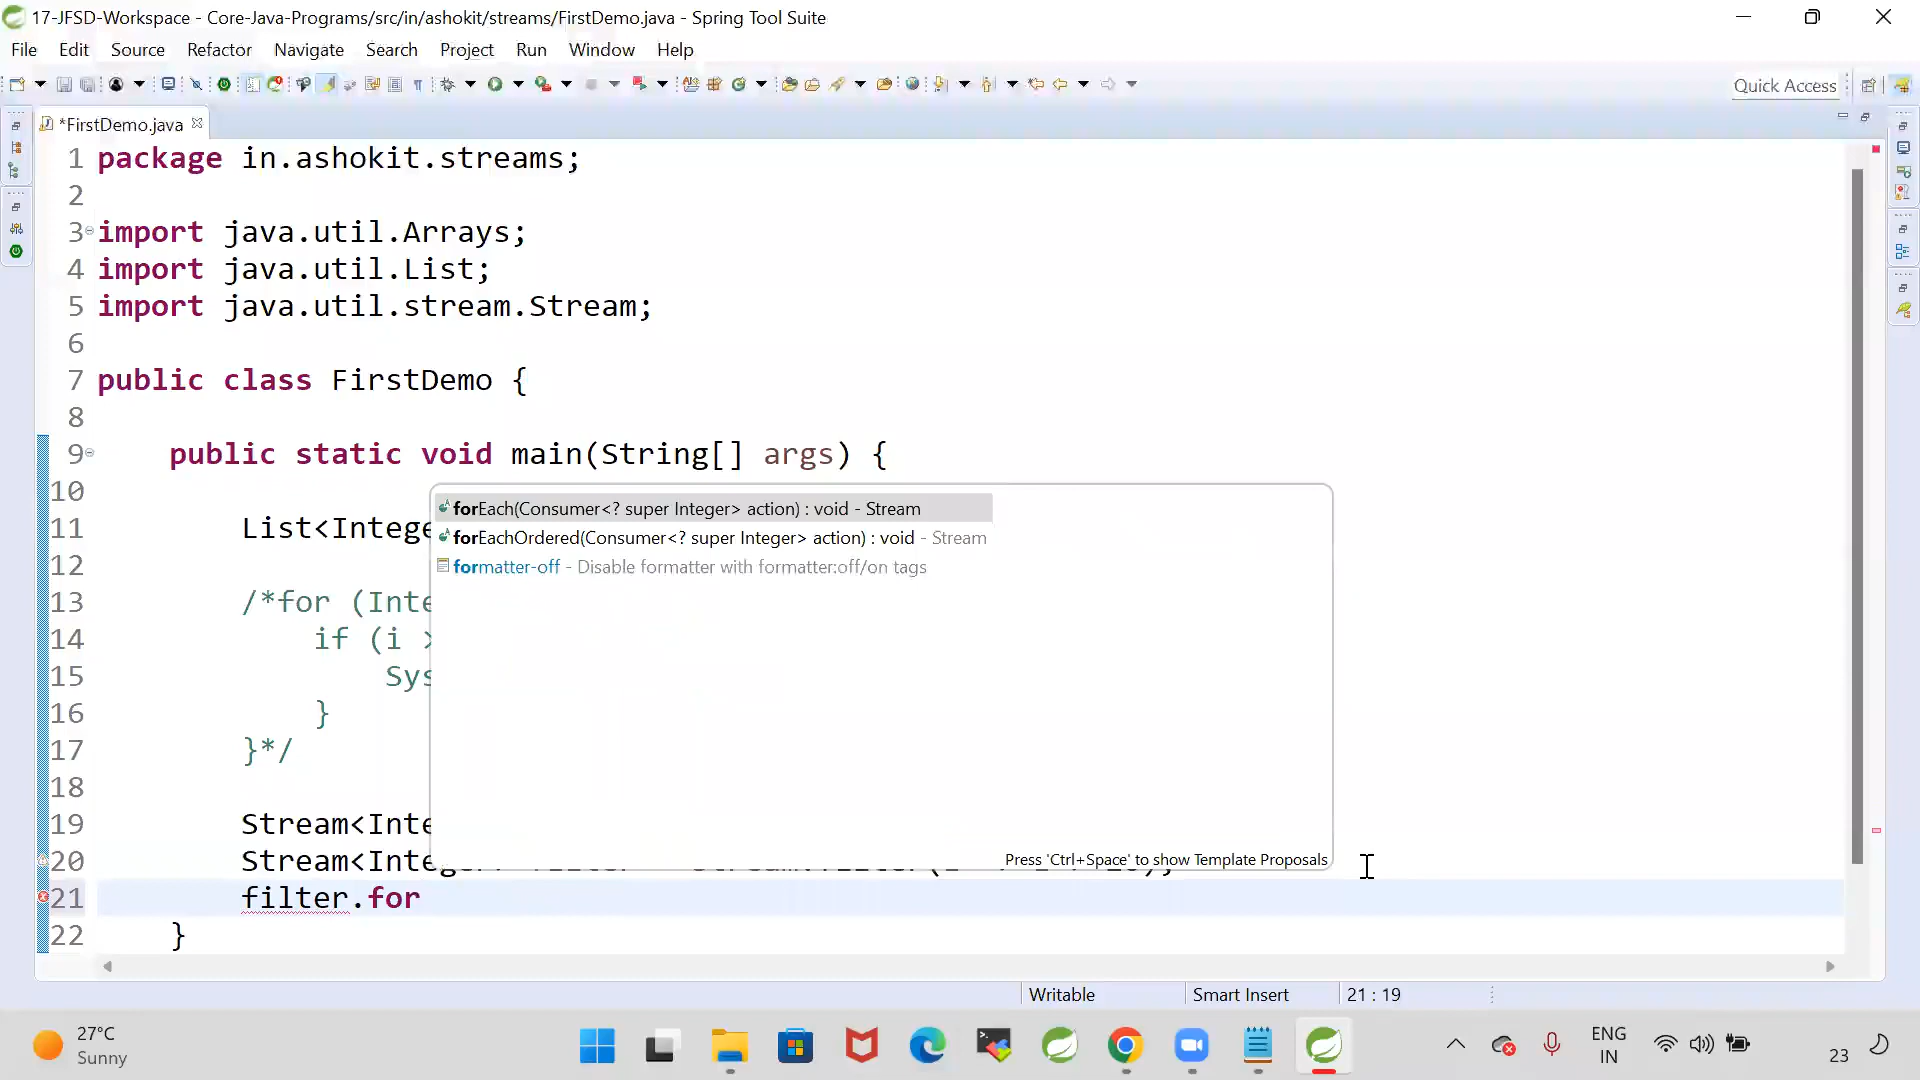 17-JFSD-Workspace - Core-Java-Programs/src/in/ashokit/streams/FirstDemo.java - Spring Tool Suite
File Edit Source Refactor Navigate Search Project Run Window Help
Quick Access
*FirstDemo.java
1 package in.ashokit.streams;
2
3 import java.util.Arrays;
4 import java.util.List;
5 import java.util.stream.Stream;
6
7 public class FirstDemo {
8
9 public static void main(String[] args) {
10
forEach(Consumer<? super Integer> action) : void - Stream
11 List<Intege
forEachOrdered(Consumer<? super Integer> action) : void - Stream
12
formatter-off - Disable formatter with formatter:off/on tags
13 /*for (Inte
14 if (i >
15 Sys
16 }
17 }*/
18
19 Stream<Inte
20 Stream<Integer
Press 'Ctrl+Space' to show Template Proposals
21 filter.for
22 }
Writable Smart Insert 21 : 19
27°C
Sunny
ENG
IN
23